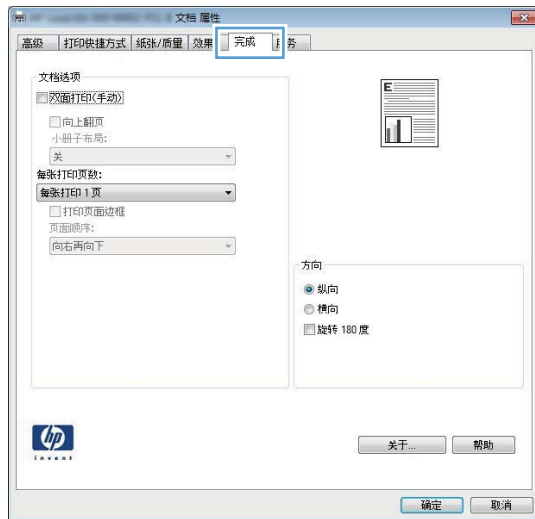 文档 属性
高级 打印快捷方式 纸张/质量 效果 完成 服务
文档选项
双面打印(手动)
向上翻页
小册子布局:
关
每张打印页数:
每张打印 1 页
打印页面边框
页面顺序:
向右再向下
E
方向
纵向
横向
旋转 180 度
hp
invent
关于... 帮助
确定 取消